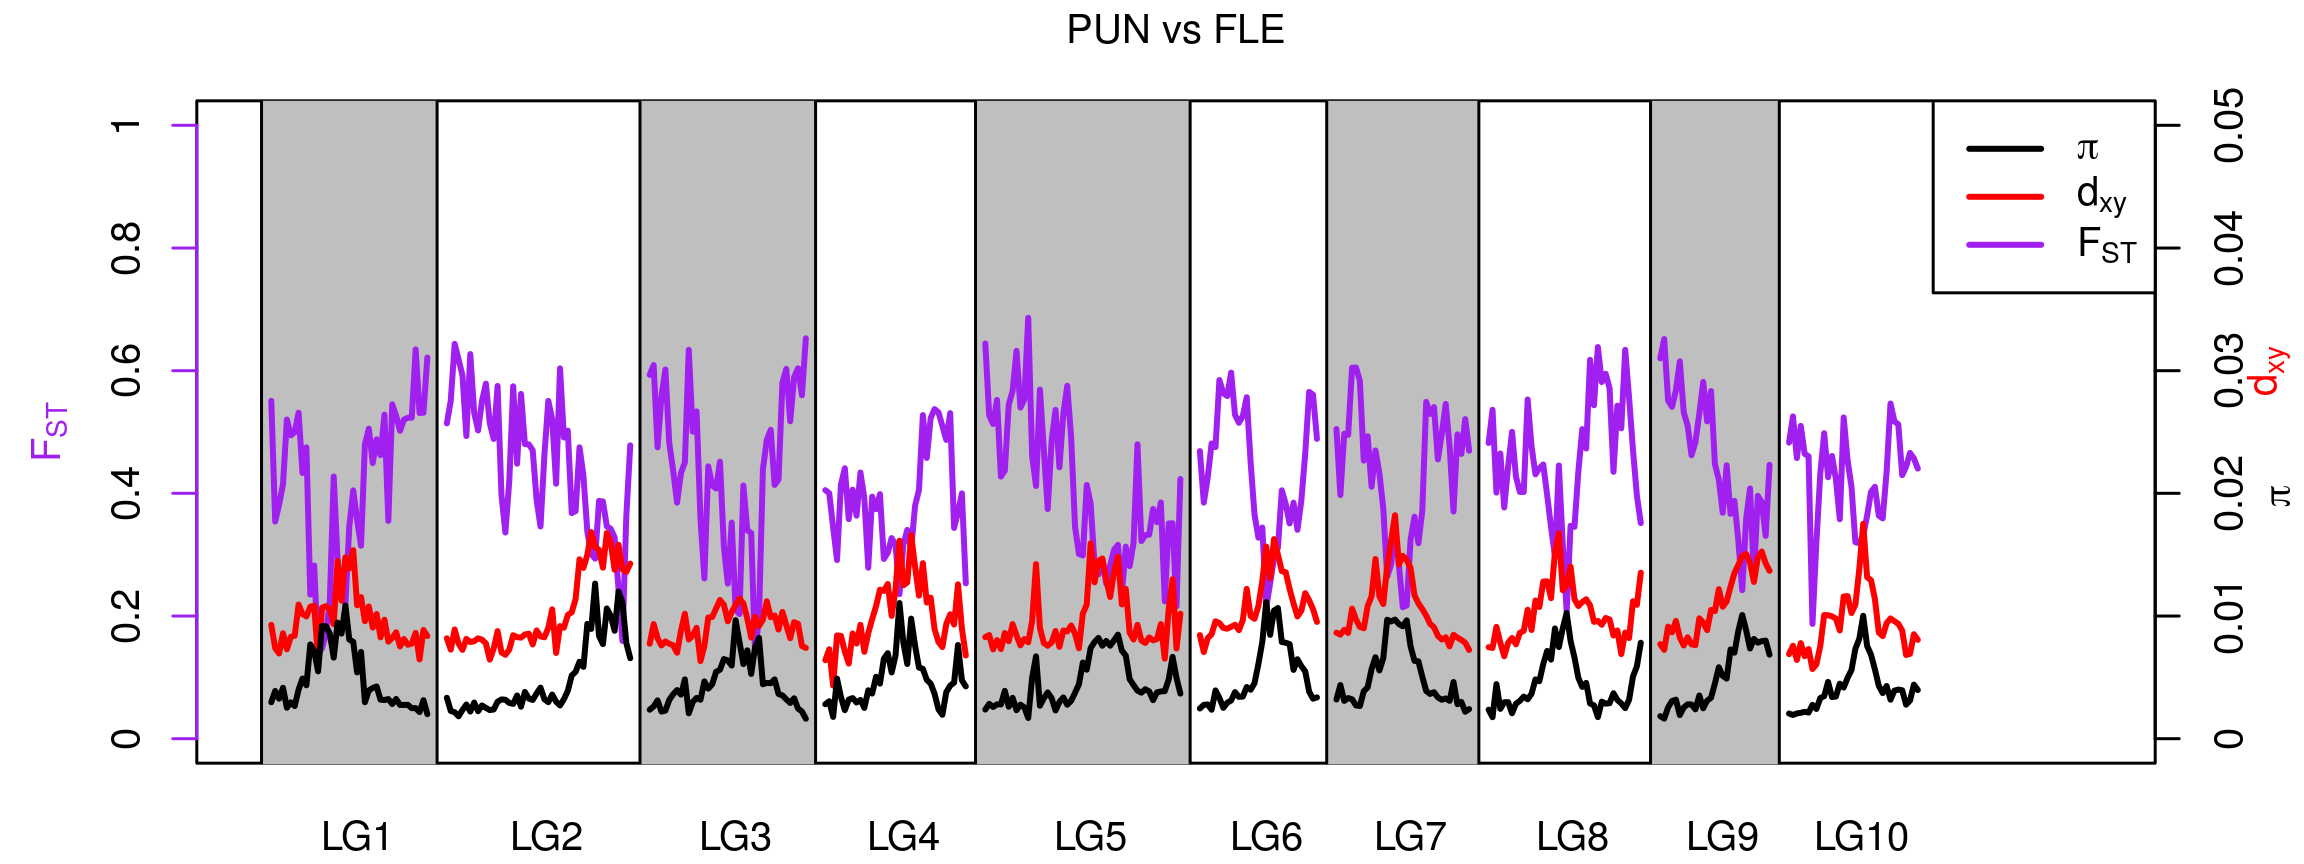 PUN vs FLE
FST
1
0.8
0.6
0.4
0.2
0
π
dxy
FST
0.05
0.04
0.03
0.02
0.01
0
dxy
π
LG1 LG2 LG3 LG4 LG5 LG6 LG7 LG8 LG9 LG10